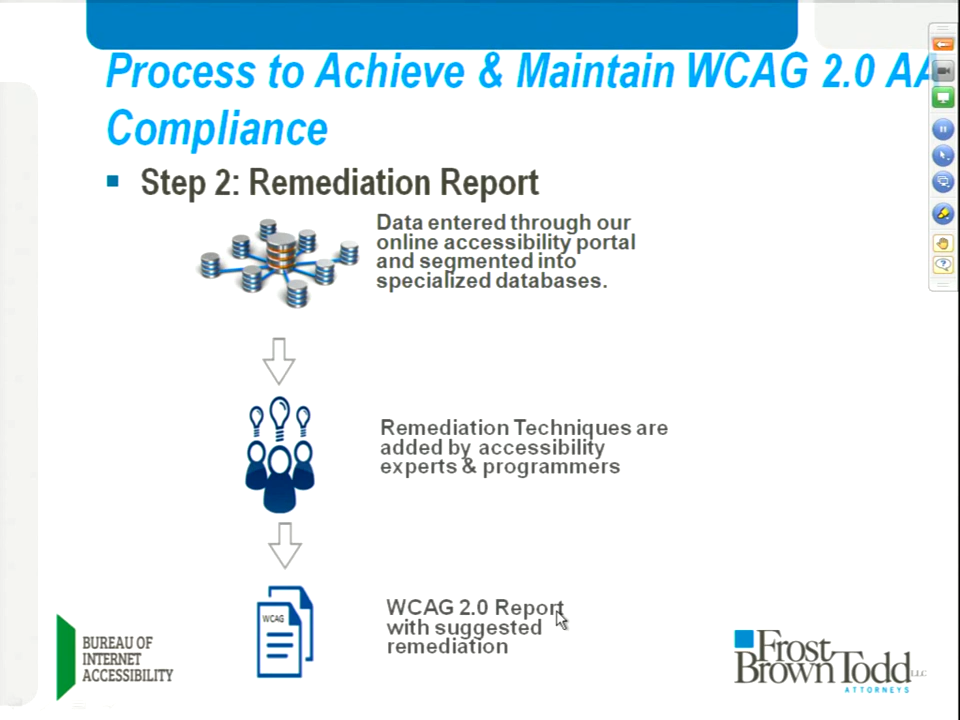 Process to Achieve & Maintain WCAG 2.0 AA
Compliance
Step 2: Remediation Report
Data entered through our
online accessibility portal
and segmented into
specialized databases.
Remediation Techniques are
added by accessibility
experts & programmers
WCAG
WCAG 2.0 Report
with suggested
remediation
BUREAU OF
INTERNET
ACCESSIBILITY
Frost
Brown Todd LLC
ATTORNEYS